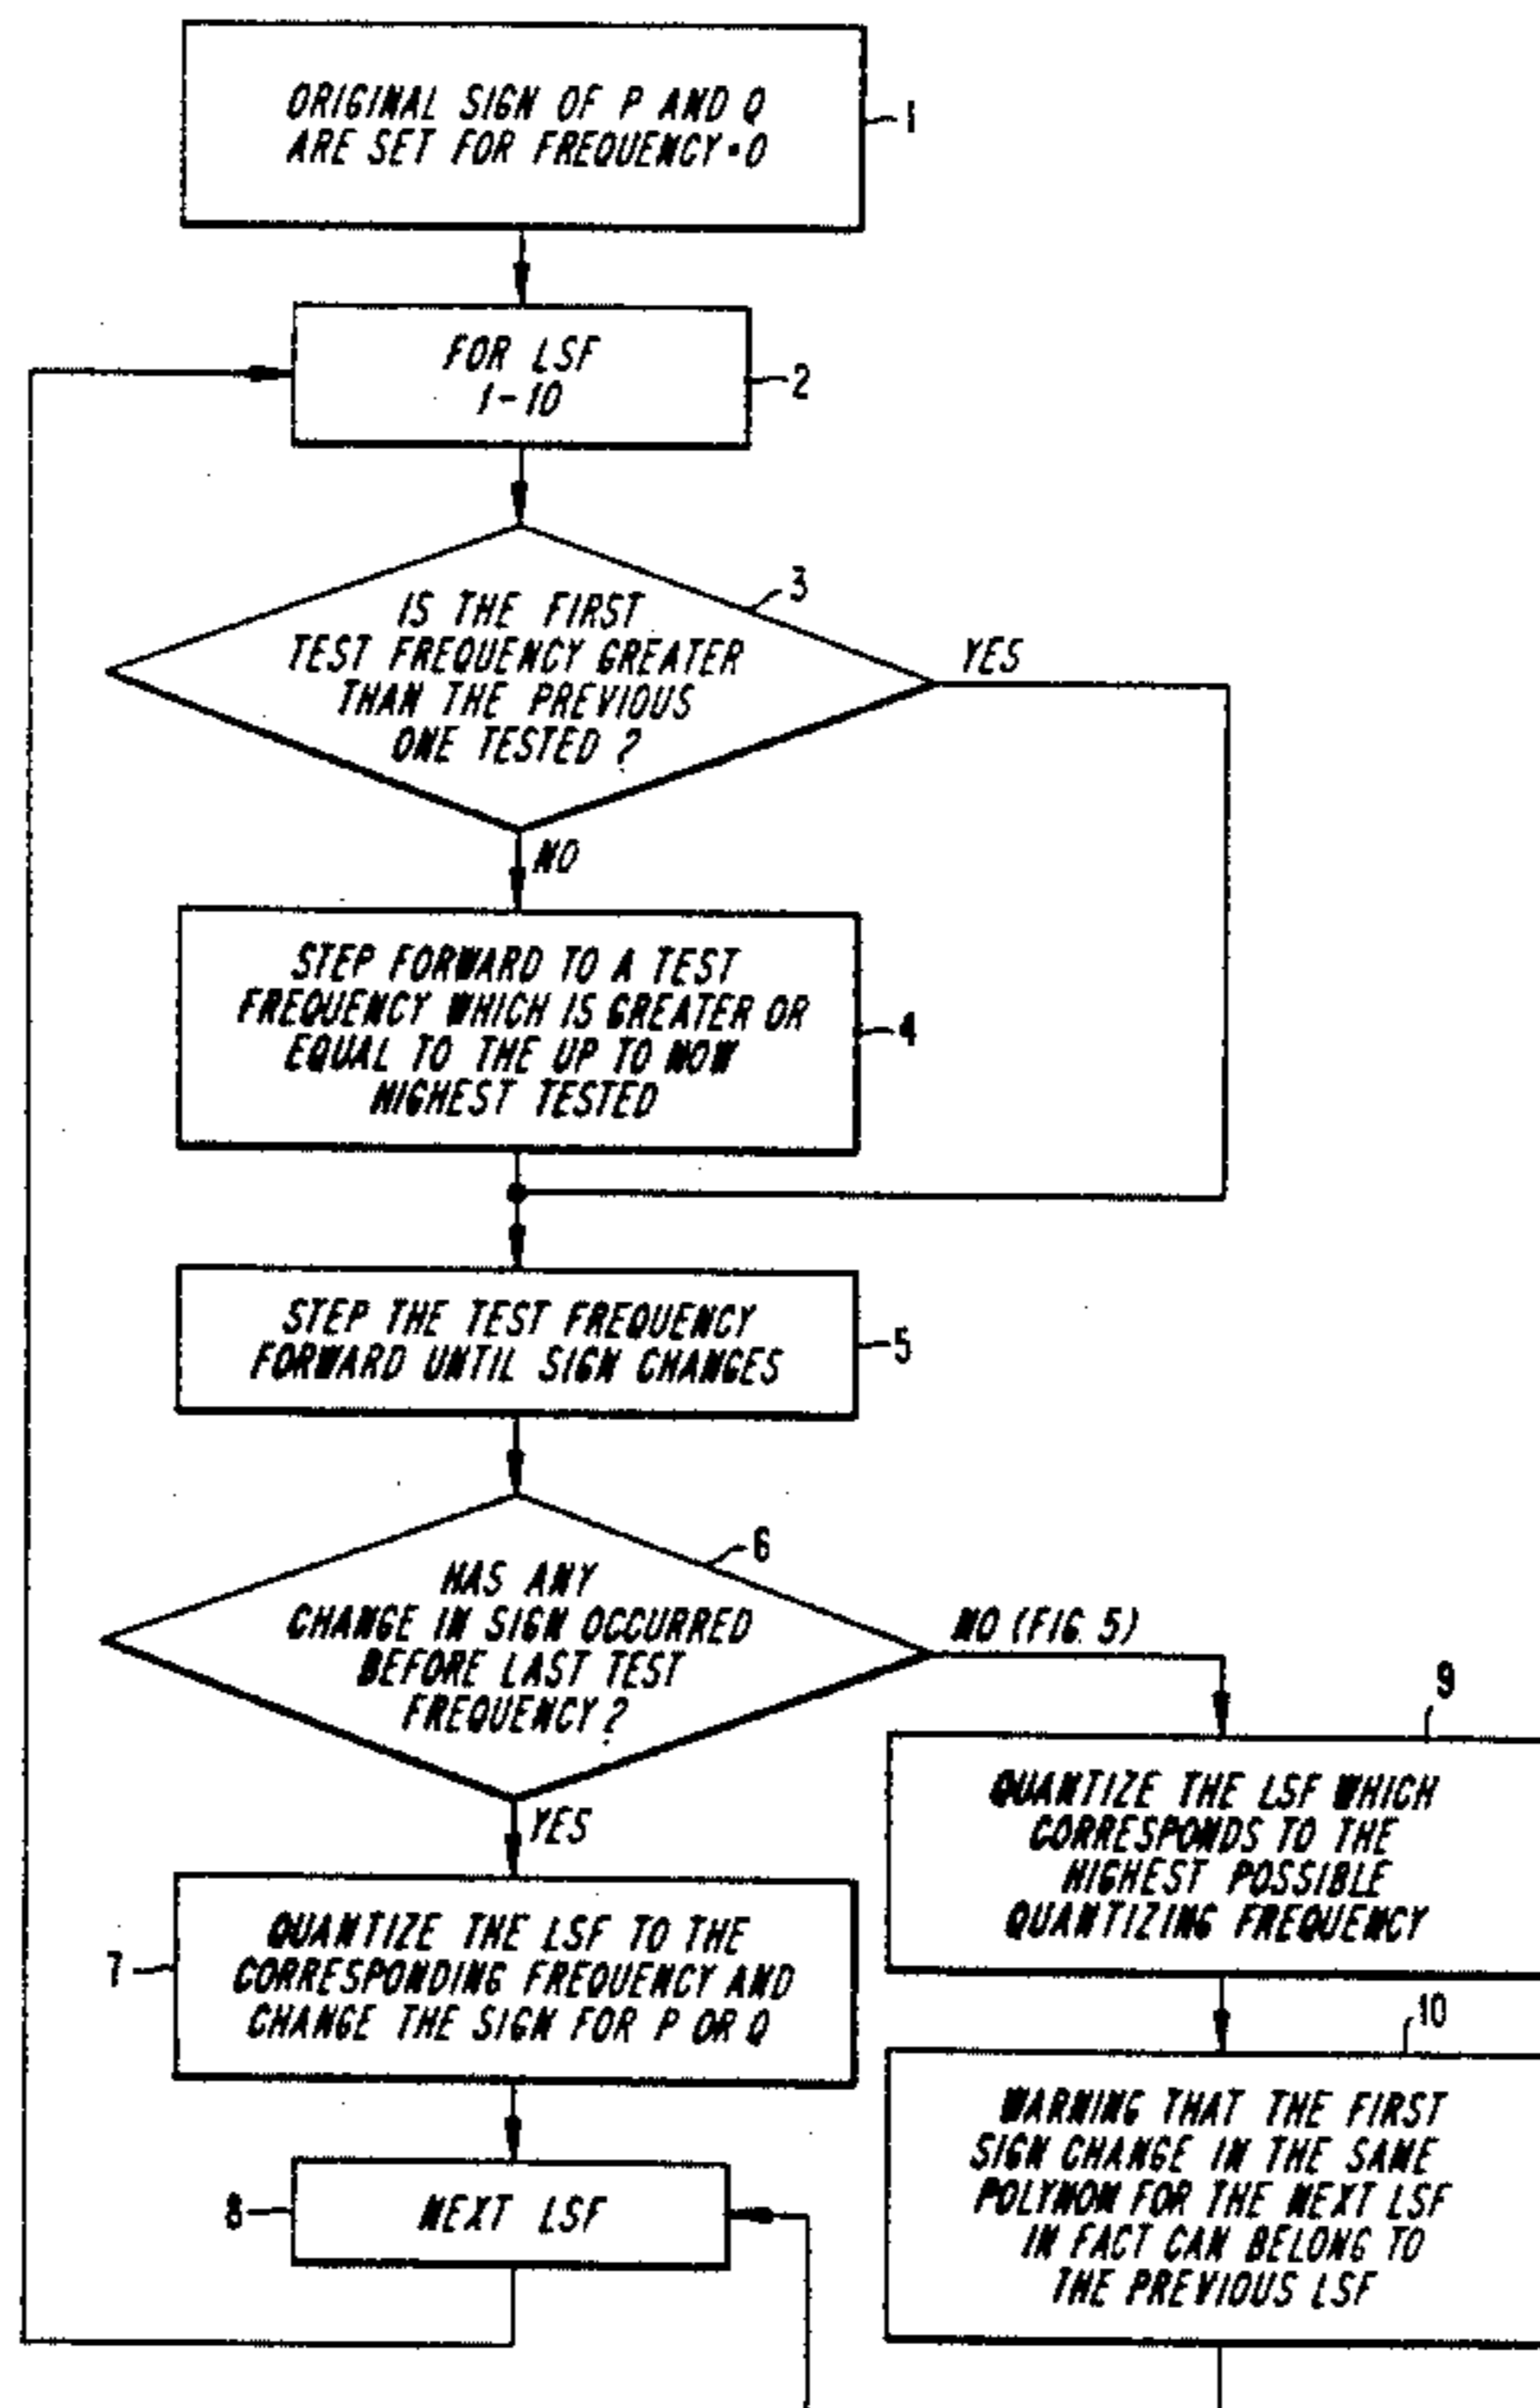 ORIGINAL SIGN OF P AND Q
ARE SET FOR FREQUENCY=0
1
FOR LSF
1-10
2
3
IS THE FIRST
TEST FREQUENCY GREATER
THAN THE PREVIOUS
ONE TESTED ?
YES
NO
STEP FORWARD TO A TEST
FREQUENCY WHICH IS GREATER OR
EQUAL TO THE UP TO NOW
HIGHEST TESTED
4
STEP THE TEST FREQUENCY
FORWARD UNTIL SIGN CHANGES
5
6
HAS ANY
CHANGE IN SIGN OCCURRED
BEFORE LAST TEST
FREQUENCY?
NO (FIG. 5)
YES
9
QUANTIZE THE LSF WHICH
CORRESPONDS TO THE
HIGHEST POSSIBLE
QUANTIZING FREQUENCY
7
QUANTIZE THE LSF TO THE
CORRESPONDING FREQUENCY AND
CHANGE THE SIGN FOR P OR Q
10
WARNING THAT THE FIRST
SIGN CHANGE IN THE SAME
POLYNOM FOR THE NEXT LSF
IN FACT CAN BELONG TO
THE PREVIOUS LSF
8
NEXT LSF